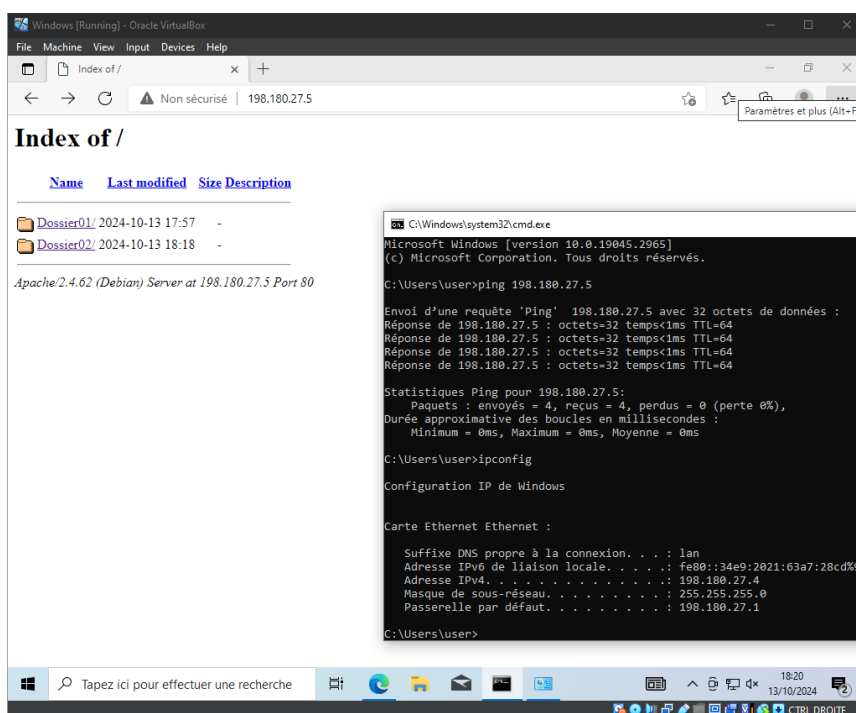 Windows [Running] - Oracle VirtualBox
File Machine View Input Devices Help
Index of /
Non sécurisé | 198.180.27.5
Paramètres et plus (Alt+F
Index of /
Name Last modified Size Description
Dossier01/ 2024-10-13 17:57 -
Dossier02/ 2024-10-13 18:18 -
Apache/2.4.62 (Debian) Server at 198.180.27.5 Port 80
C:\Windows\system32\cmd.exe
Microsoft Windows [version 10.0.19045.2965]
(c) Microsoft Corporation. Tous droits réservés.
C:\Users\user>ping 198.180.27.5
Envoi d’une requête 'Ping'  198.180.27.5 avec 32 octets de données :
Réponse de 198.180.27.5 : octets=32 temps<1ms TTL=64
Réponse de 198.180.27.5 : octets=32 temps<1ms TTL=64
Réponse de 198.180.27.5 : octets=32 temps<1ms TTL=64
Réponse de 198.180.27.5 : octets=32 temps<1ms TTL=64
Statistiques Ping pour 198.180.27.5:
Paquets : envoyés = 4, reçus = 4, perdus = 0 (perte 0%),
Durée approximative des boucles en millisecondes :
Minimum = 0ms, Maximum = 0ms, Moyenne = 0ms
C:\Users\user>ipconfig
Configuration IP de Windows
Carte Ethernet Ethernet :
Suffixe DNS propre à la connexion. . . : lan
Adresse IPv6 de liaison locale. . . . .: fe80::34e9:2021:63a7:28cd%9
Adresse IPv4. . . . . . . . . . . . . .: 198.180.27.4
Masque de sous-réseau. . . . . . . . . : 255.255.255.0
Passerelle par défaut. . . . . . . . . : 198.180.27.1
C:\Users\user>
Tapez ici pour effectuer une recherche
18:20
13/10/2024
2
CTRL DROITE